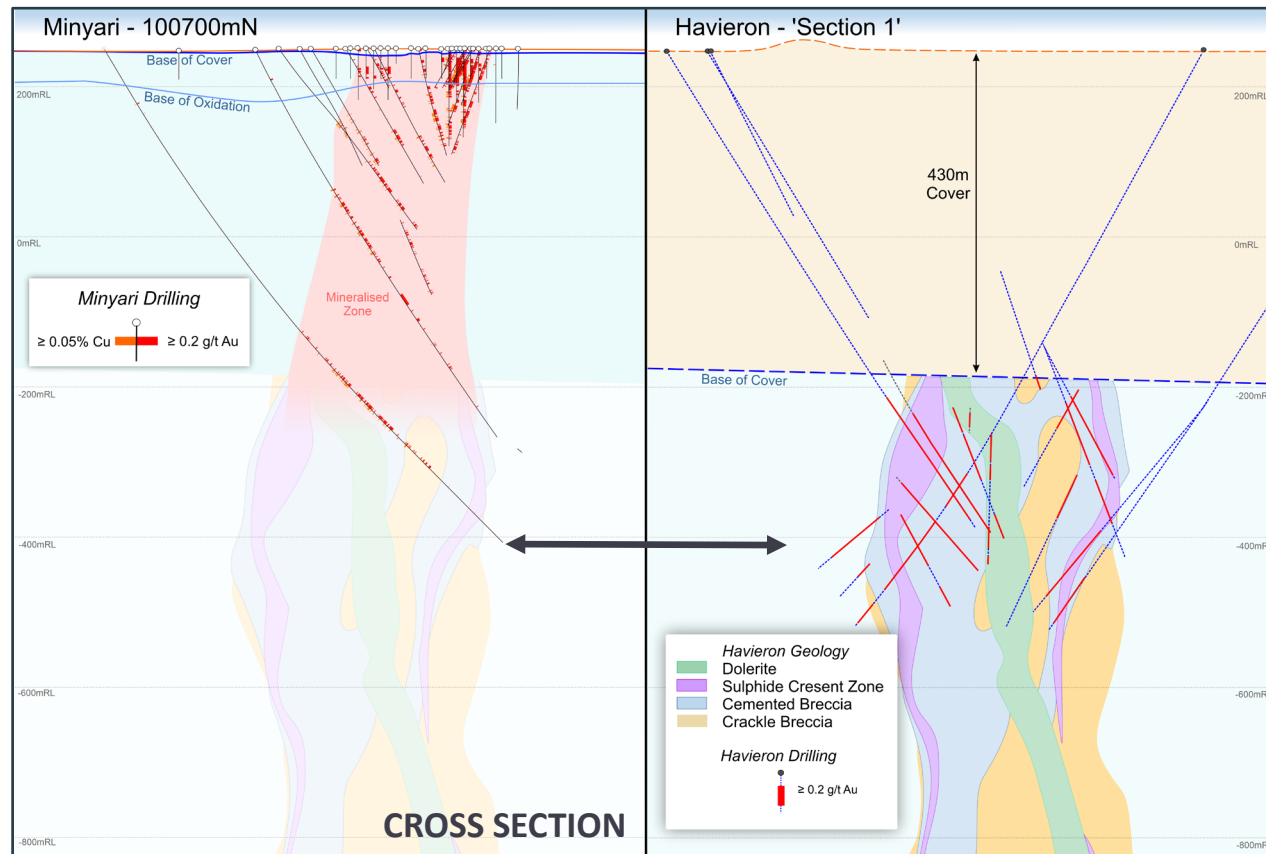 Minyari - 100700mN
Base of Cover
Base of Oxidation
200mRL
0mRL
Mineralised
Zone
Minyari Drilling
≥ 0.05% Cu
≥ 0.2 g/t Au
-200mRL
-400mRL
-600mRL
-800mRL
CROSS SECTION
Havieron - 'Section 1'
200mRL
430m
Cover
0mRL
Base of Cover
-200mRL
-400mRL
Havieron Geology
Dolerite
Sulphide Cresent Zone
Cemented Breccia
Crackle Breccia
Havieron Drilling
≥ 0.2 g/t Au
-600mRL
-800mRL